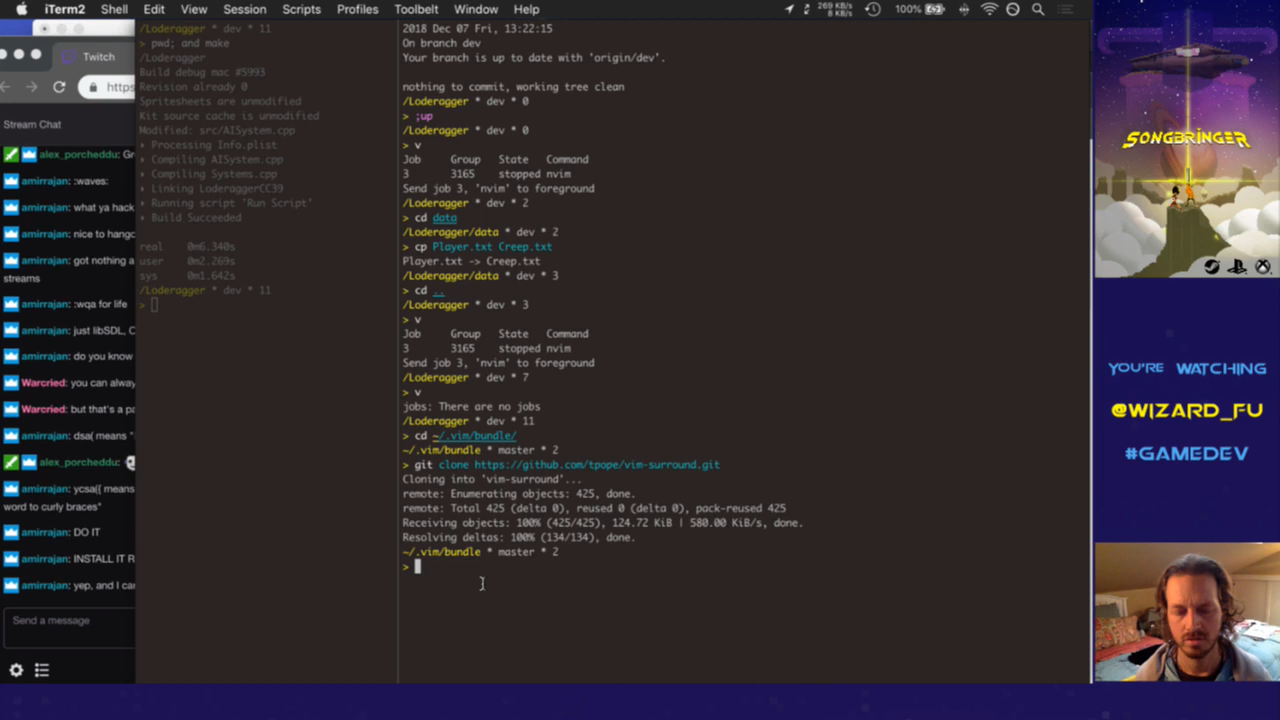 iTerm2 Shell Edit View Session Scripts Profiles Toolbelt Window Help
269 KB/s
8 KB/s
100%
Twitch
https
Stream Chat
alex_porcheddu: Gr
amirrajan: :waves:
amirrajan: what ya hack
amirrajan: nice to hango
amirrajan: got nothing a
streams
amirrajan: :wqa for life
amirrajan: just libSDL, C
amirrajan: do you know
Warcried: you can alway
Warcried: but that's a pa
amirrajan: dsa( means "
alex_porcheddu:
amirrajan: ycsa({ means
word to curly braces"
amirrajan: DO IT
amirrajan: INSTALL IT R
amirrajan: yep, and I can
Send a message
/Loderagger * dev * 11
> pwd; and make
/Loderagger
Build debug mac #5993
Revision already 0
Spritesheets are unmodified
Kit source cache is unmodified
Modified: src/AISystem.cpp
▸ Processing Info.plist
▸ Compiling AISystem.cpp
▸ Compiling Systems.cpp
▸ Linking LoderaggerCC39
▸ Running script 'Run Script'
▸ Build Succeeded
real 0m6.340s
user 0m2.269s
sys 0m1.642s
/Loderagger * dev * 11
>
2018 Dec 07 Fri, 13:22:15
On branch dev
Your branch is up to date with 'origin/dev'.
nothing to commit, working tree clean
/Loderagger * dev * 0
> ;up
/Loderagger * dev * 0
> v
Job Group State Command
3 3165 stopped nvim
Send job 3, 'nvim' to foreground
/Loderagger * dev * 2
> cd data
/Loderagger/data * dev * 2
> cp Player.txt Creep.txt
Player.txt -> Creep.txt
/Loderagger/data * dev * 3
> cd ..
/Loderagger * dev * 3
> v
Job Group State Command
3 3165 stopped nvim
Send job 3, 'nvim' to foreground
/Loderagger * dev * 7
> v
jobs: There are no jobs
/Loderagger * dev * 11
> cd ~/.vim/bundle/
~/.vim/bundle * master * 2
> git clone https://github.com/tpope/vim-surround.git
Cloning into 'vim-surround'...
remote: Enumerating objects: 425, done.
remote: Total 425 (delta 0), reused 0 (delta 0), pack-reused 425
Receiving objects: 100% (425/425), 124.72 KiB | 580.00 KiB/s, done.
Resolving deltas: 100% (134/134), done.
~/.vim/bundle * master * 2
>
SONGBRINGER
YOU'RE WATCHING
@WIZARD_FU
#GAMEDEV